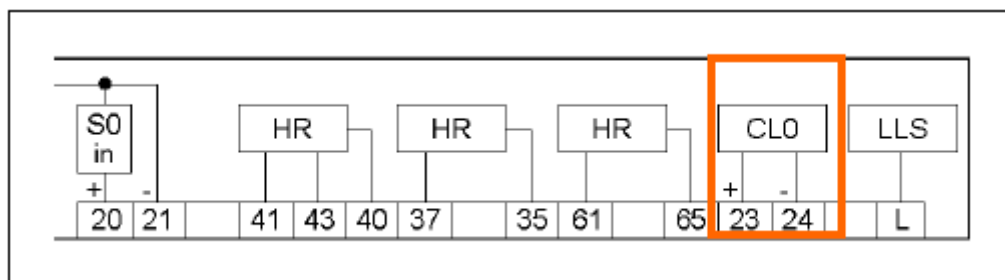 S0 HR HR HR CL0 LLS
in
+ - + -
20 21 41 43 40 37 35 61 65 23 24 L